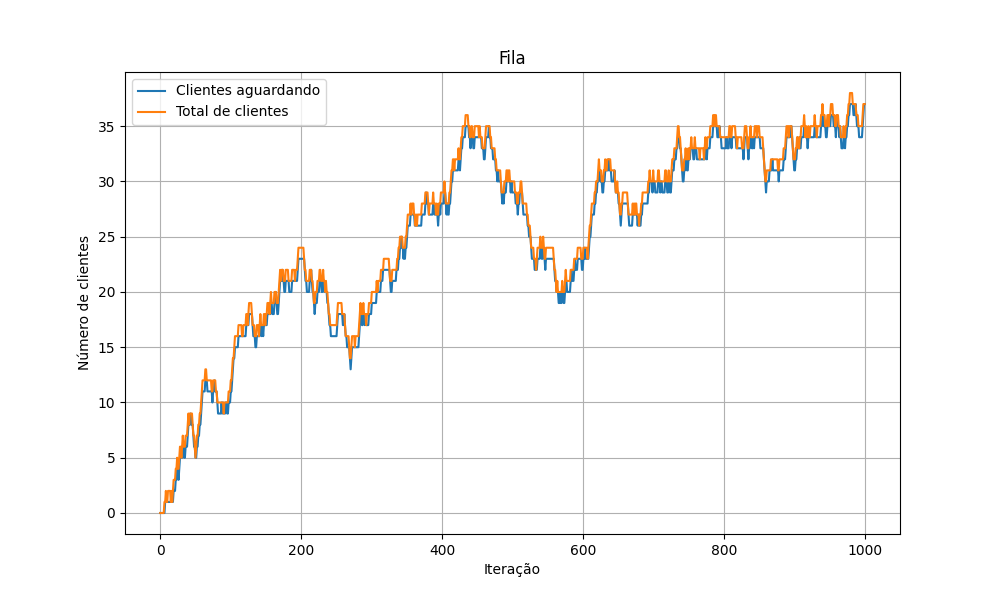 Fila
Clientes aguardando
Total de clientes
Número de clientes
35
30
25
20
15
10
5
0
0 200 400 600 800 1000
Iteração